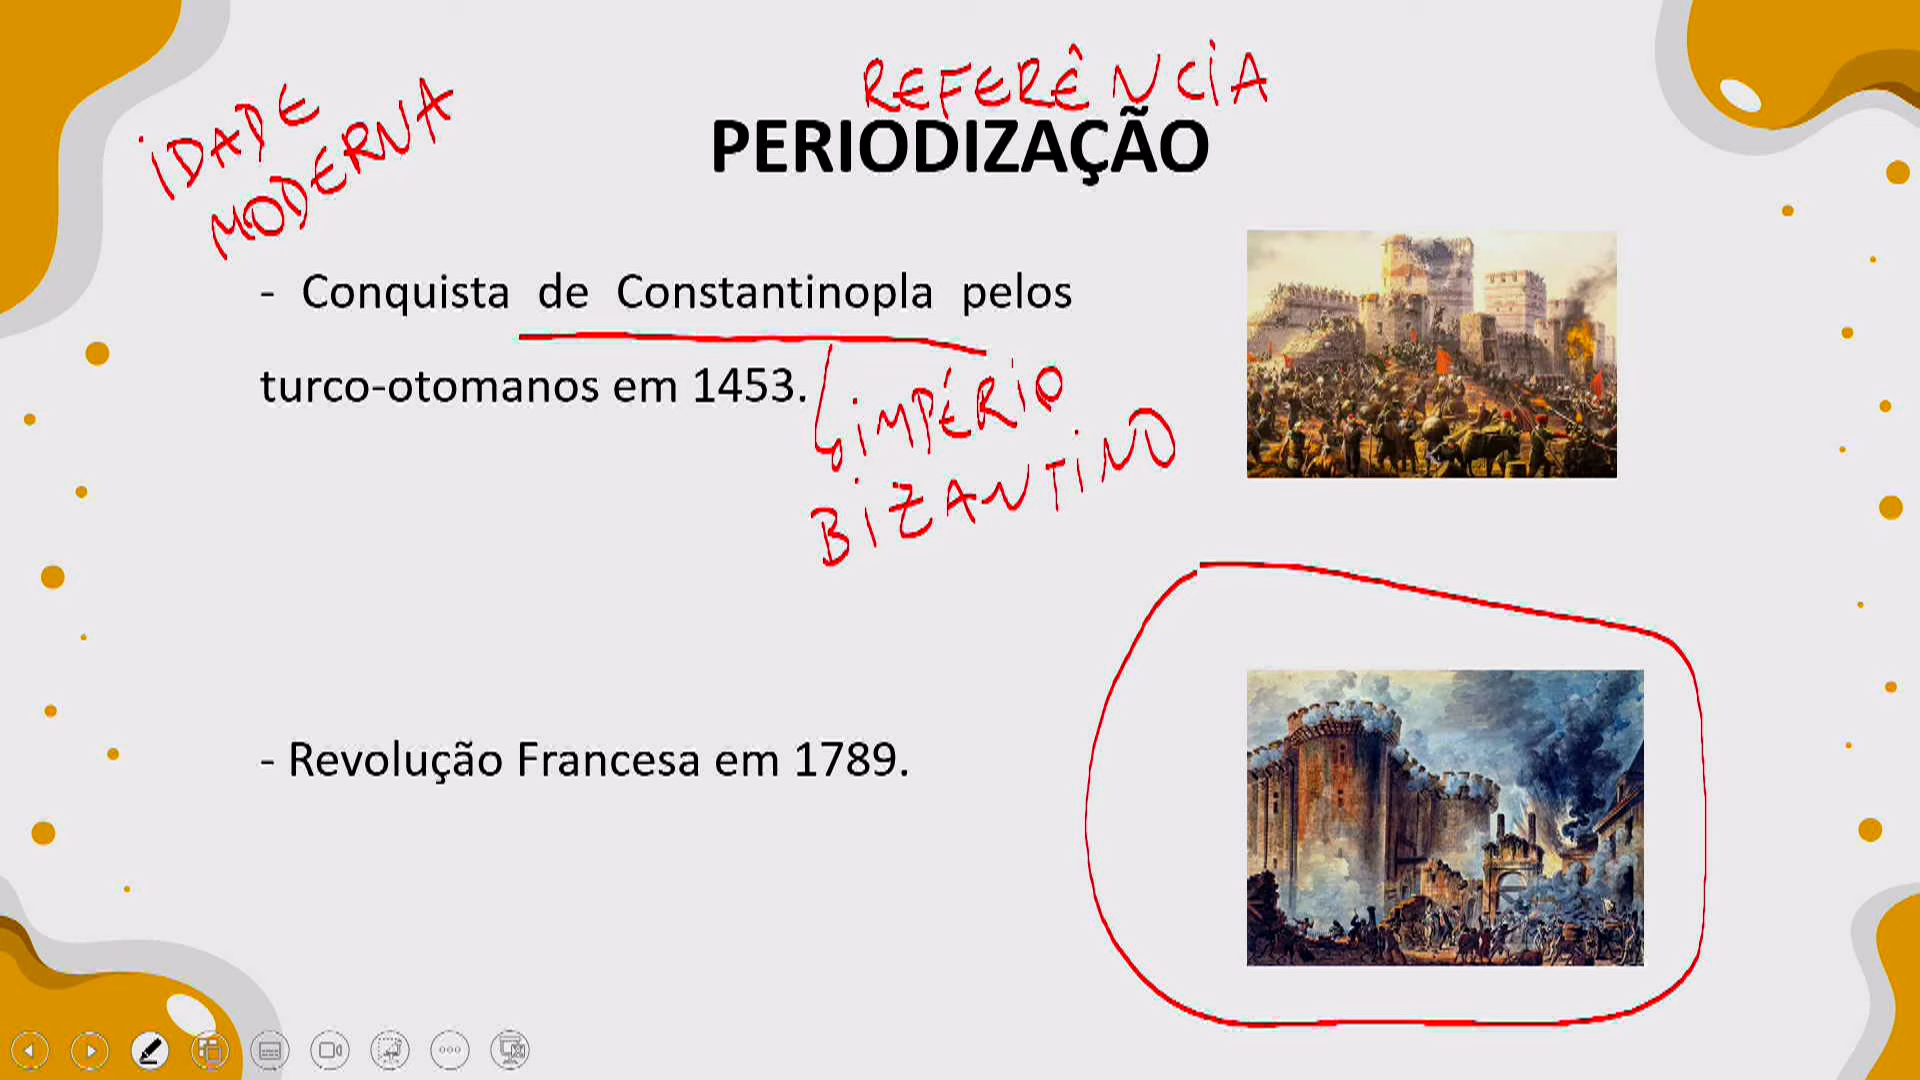 REFERÊNCIA
IDADE
MODERNA
PERIODIZAÇÃO
- Conquista de Constantinopla pelos
turco-otomanos em 1453.
IMPÉRIO
BIZANTINO
- Revolução Francesa em 1789.